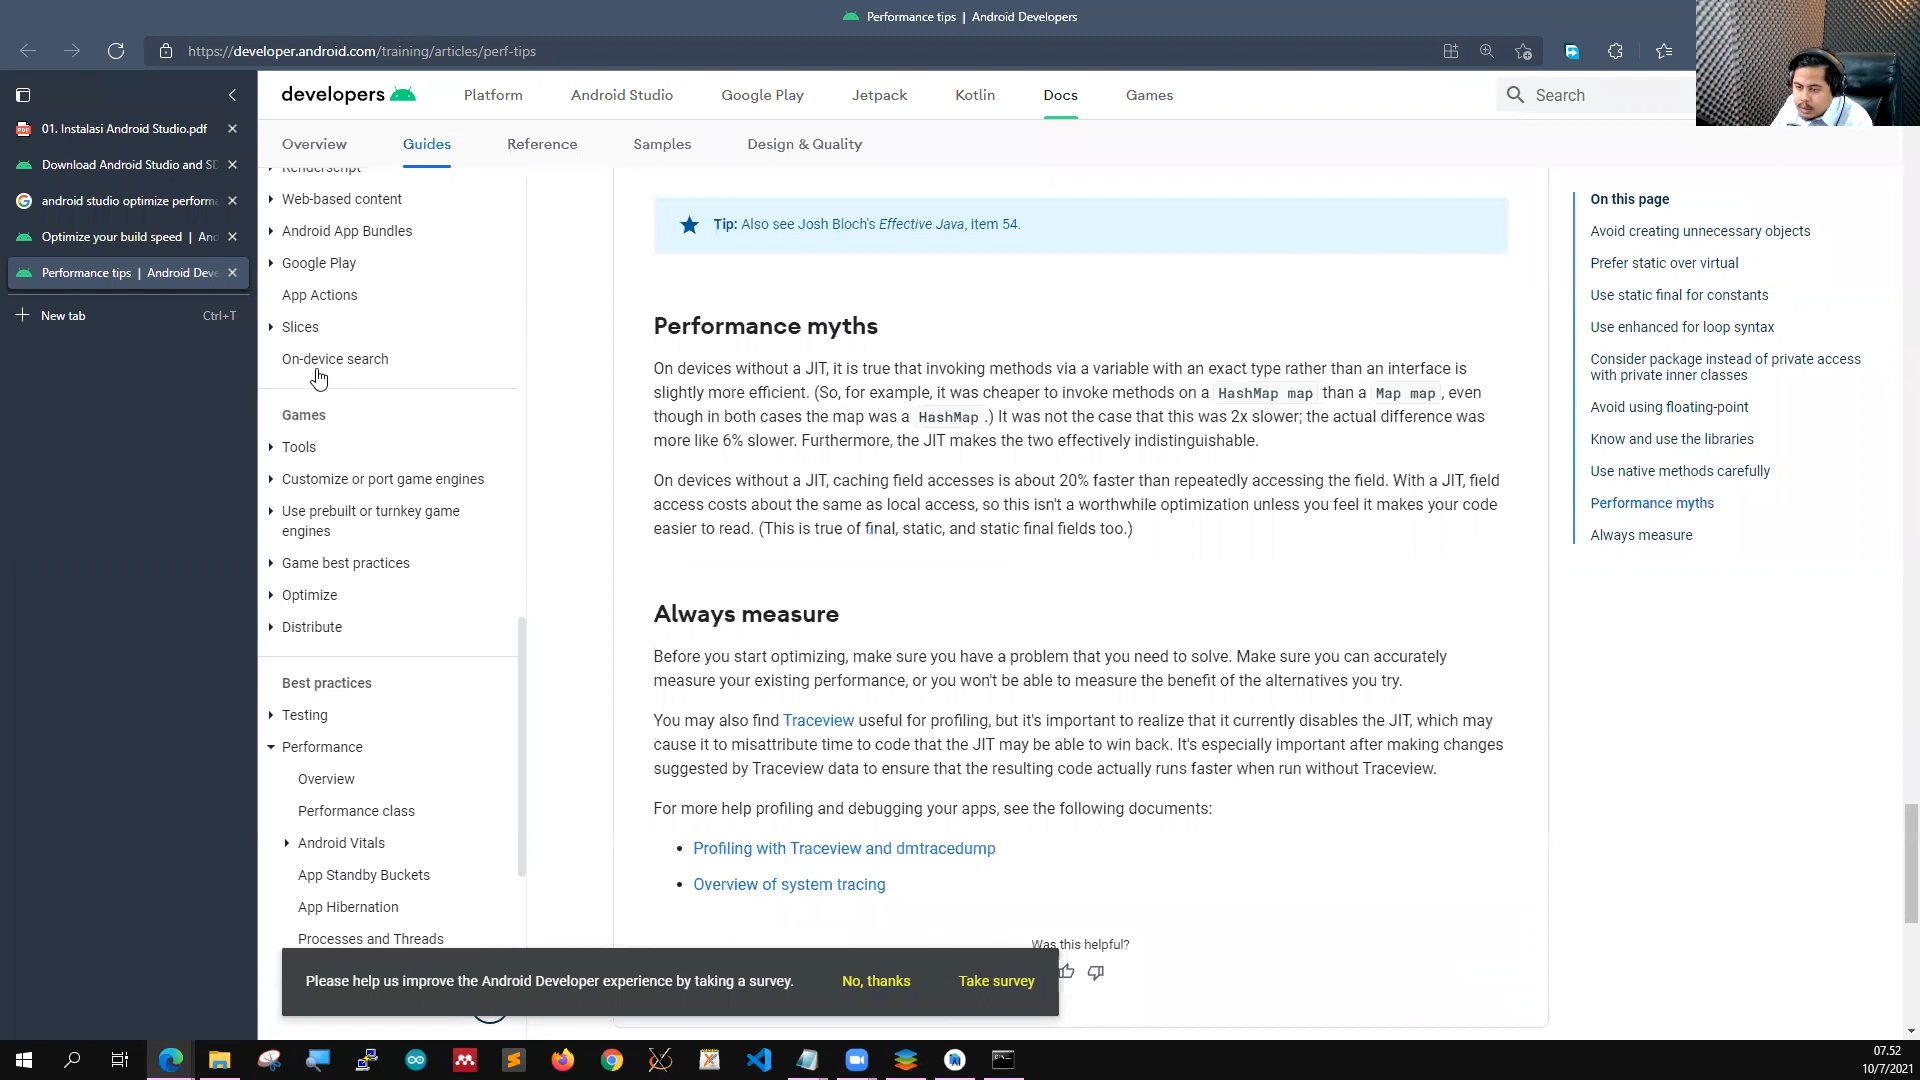 Performance tips | Android Developers
https://developer.android.com/training/articles/perf-tips
01. Instalasi Android Studio.pdf
Download Android Studio and SD
android studio optimize performa
Optimize your build speed | And
Performance tips | Android Deve
New tab Ctrl+T
developers
Platform
Android Studio
Google Play
Jetpack
Kotlin
Docs
Games
Search
Overview
Guides
Reference
Samples
Design & Quality
Renderscript
Web-based content
Android App Bundles
Google Play
App Actions
Slices
On-device search
Games
Tools
Customize or port game engines
Use prebuilt or turnkey game
engines
Game best practices
Optimize
Distribute
Best practices
Testing
Performance
Overview
Performance class
Android Vitals
App Standby Buckets
App Hibernation
Processes and Threads
Tip: Also see Josh Bloch's Effective Java, item 54.
Performance myths
On devices without a JIT, it is true that invoking methods via a variable with an exact type rather than an interface is
slightly more efficient. (So, for example, it was cheaper to invoke methods on a HashMap map than a Map map, even
though in both cases the map was a HashMap.) It was not the case that this was 2x slower; the actual difference was
more like 6% slower. Furthermore, the JIT makes the two effectively indistinguishable.
On devices without a JIT, caching field accesses is about 20% faster than repeatedly accessing the field. With a JIT, field
access costs about the same as local access, so this isn't a worthwhile optimization unless you feel it makes your code
easier to read. (This is true of final, static, and static final fields too.)
Always measure
Before you start optimizing, make sure you have a problem that you need to solve. Make sure you can accurately
measure your existing performance, or you won't be able to measure the benefit of the alternatives you try.
You may also find Traceview useful for profiling, but it's important to realize that it currently disables the JIT, which may
cause it to misattribute time to code that the JIT may be able to win back. It's especially important after making changes
suggested by Traceview data to ensure that the resulting code actually runs faster when run without Traceview.
For more help profiling and debugging your apps, see the following documents:
• Profiling with Traceview and dmtracedump
• Overview of system tracing
Was this helpful?
Please help us improve the Android Developer experience by taking a survey.
No, thanks
Take survey
On this page
Avoid creating unnecessary objects
Prefer static over virtual
Use static final for constants
Use enhanced for loop syntax
Consider package instead of private access
with private inner classes
Avoid using floating-point
Know and use the libraries
Use native methods carefully
Performance myths
Always measure
07.52
10/7/2021